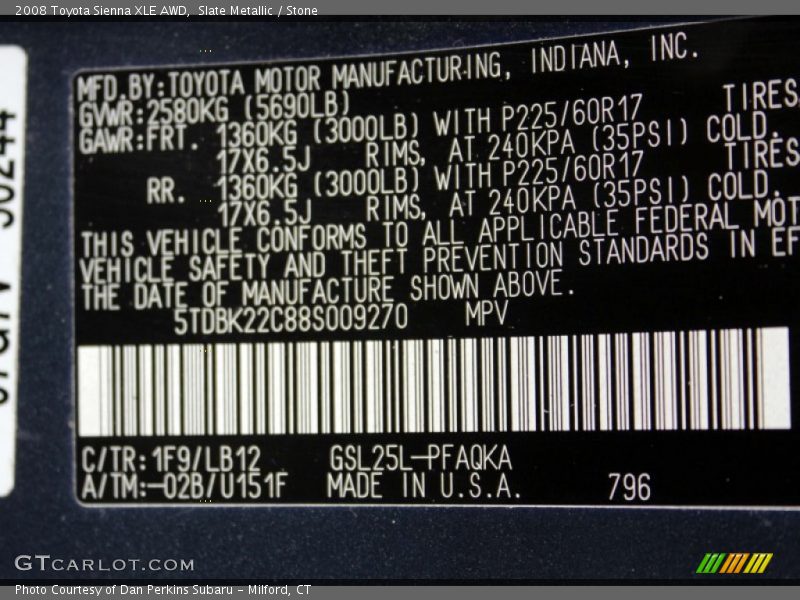 2008 Toyota Sienna XLE AWD, Slate Metallic / Stone
MFD.BY:TOYOTA MOTOR MANUFACTURING, INDIANA, INC.
GVWR:2580KG (5690LB)
GAWR:FRT. 1360KG (3000LB) WITH P225/60R17 TIRES
17X6.5J RIMS, AT 240KPA (35PSI) COLD.
RR. 1360KG (3000LB) WITH P225/60R17 TIRES
17X6.5J RIMS, AT 240KPA (35PSI) COLD.
THIS VEHICLE CONFORMS TO ALL APPLICABLE FEDERAL MOT
VEHICLE SAFETY AND THEFT PREVENTION STANDARDS IN EF
THE DATE OF MANUFACTURE SHOWN ABOVE.
5TDBK22C88S009270 MPV
C/TR:1F9/LB12 GSL25L-PFAQKA
A/TM:-02B/U151F MADE IN U.S.A. 796
GTCARLOT.COM
Photo Courtesy of Dan Perkins Subaru - Milford, CT